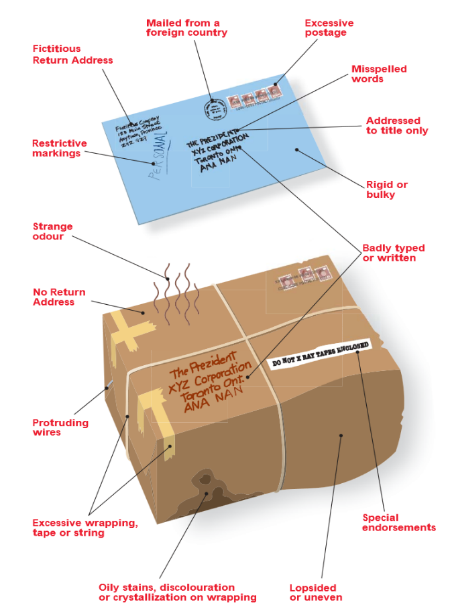 Mailed from a
foreign country
Excessive
postage
Fictitious
Return Address
Misspelled
words
Addressed
to title only
Restrictive
markings
PERSONAL
THE PREZIDENT
XYZ CORPORATION
TORONTO ONT.
ANA NAN
Rigid or
bulky
Strange
odour
Badly typed
or written
No Return
Address
DO NOT X RAY TAPES ENCLOSED
The Prezident
XYZ Corporation
Toronto Ont.
ANA NAN
Protruding
wires
Excessive wrapping,
tape or string
Special
endorsements
Oily stains, discolouration
or crystallization on wrapping
Lopsided
or uneven